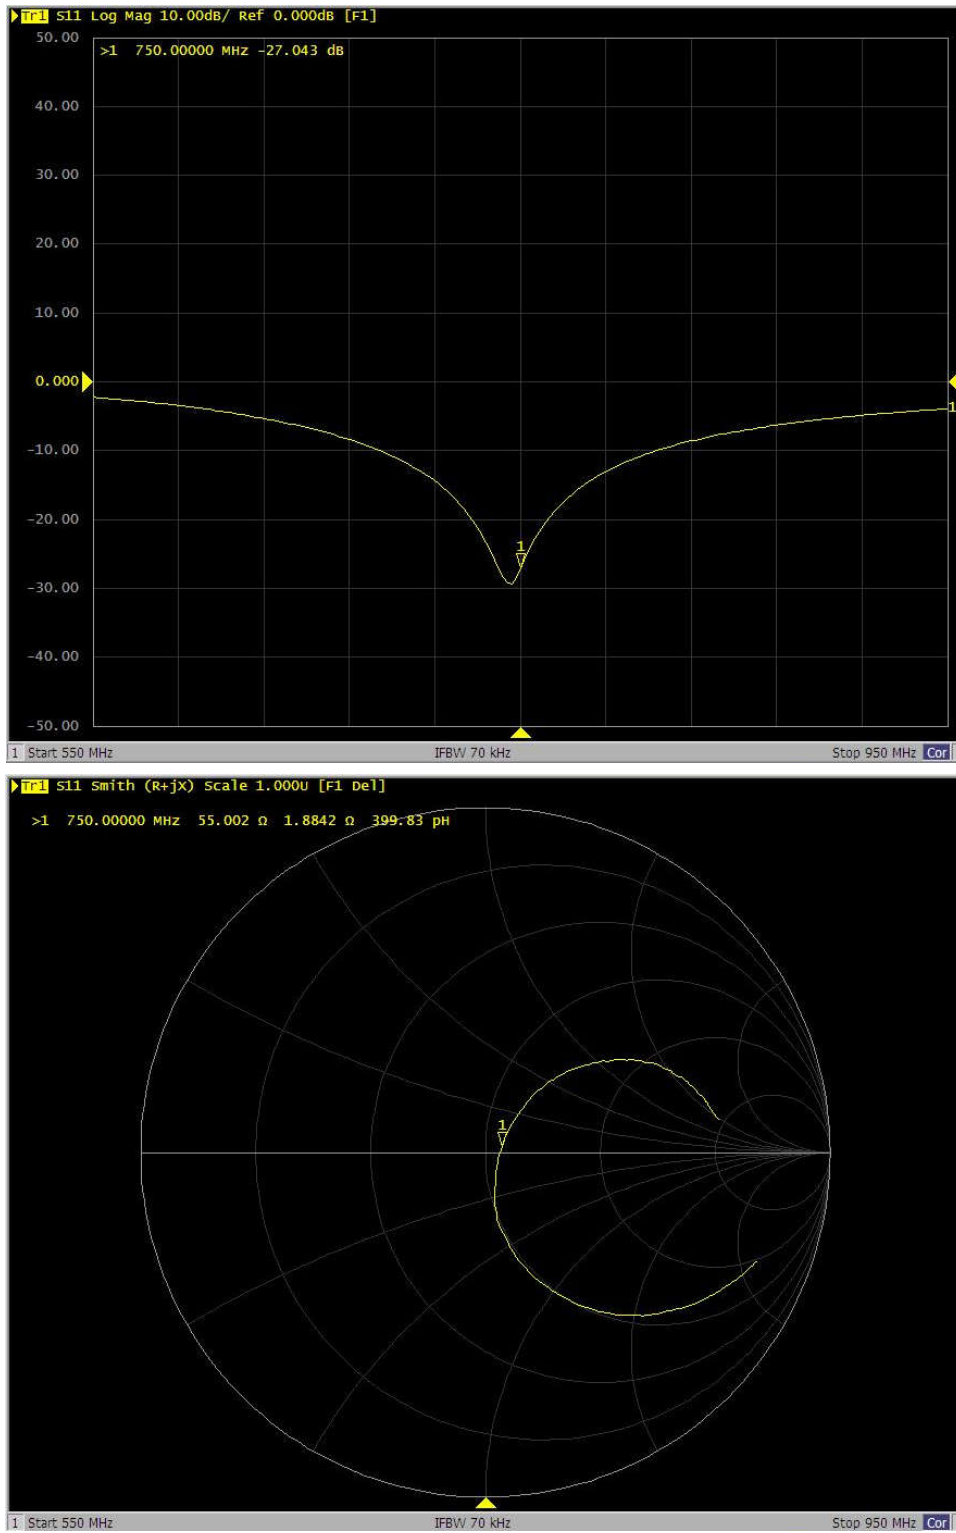 Tr1 S11 Log Mag 10.00dB/ Ref 0.000dB [F1]
50.00
>1 750.00000 MHz -27.043 dB
40.00
30.00
20.00
10.00
0.000
1
-10.00
-20.00
1
-30.00
-40.00
-50.00
1 Start 550 MHz IFBW 70 kHz Stop 950 MHz Cor
Tr1 S11 Smith (R+jX) Scale 1.000U [F1 Del]
>1 750.00000 MHz 55.002 Ω 1.8842 Ω 399.83 pH
1
1 Start 550 MHz IFBW 70 kHz Stop 950 MHz Cor